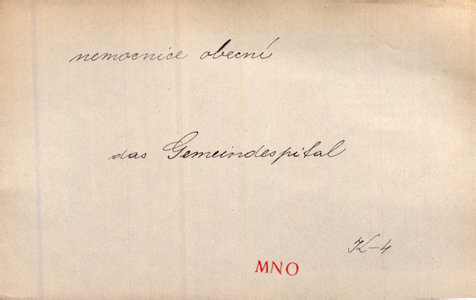 nemocnice obecní
das Gemeindespital
K-4
MNO